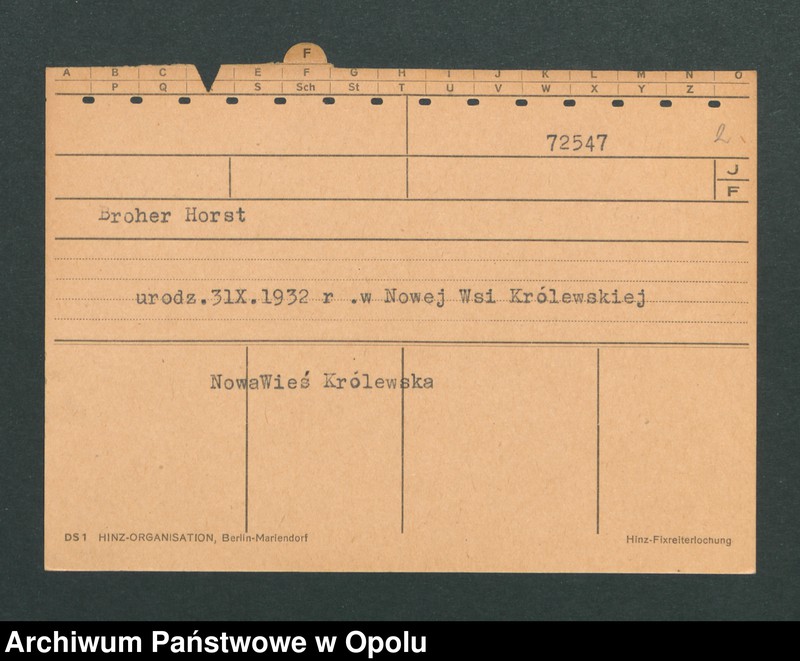 F
A B C E F G H I J K L M N O
P Q S Sch St T U V W X Y Z
72547 2.
J
F
Broher Horst
urodz.31X.1932 r .w Nowej Wsi Królewskiej
NowaWieś Królewska
DS1 HINZ-ORGANISATION, Berlin-Mariendorf Hinz-Fixreiterlochung
Archiwum Państwowe w Opolu